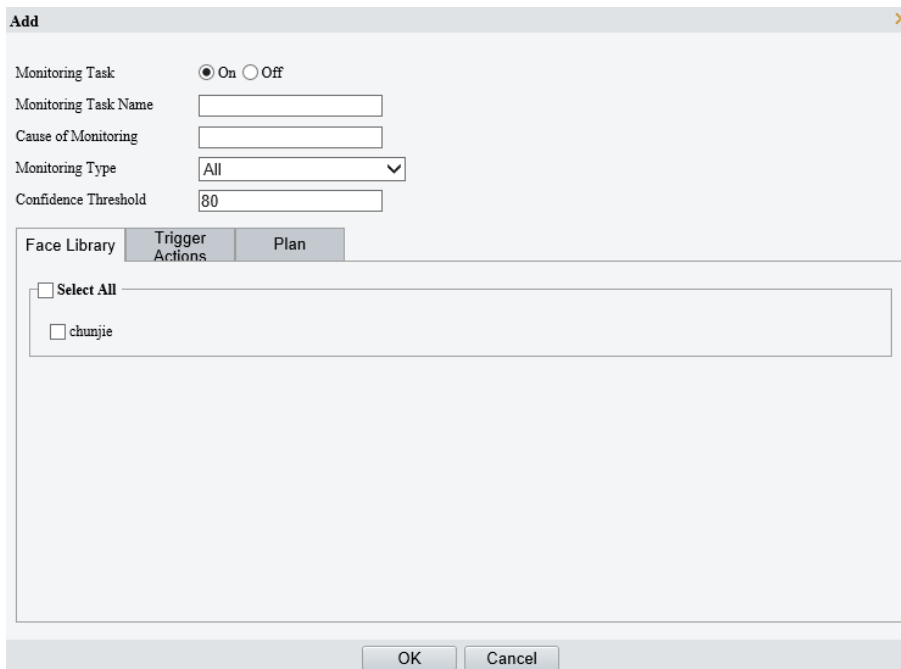 Add
Monitoring Task On Off
Monitoring Task Name
Cause of Monitoring
Monitoring Type All
Confidence Threshold 80
Face Library Trigger Actions Plan
Select All
chunjie
OK Cancel